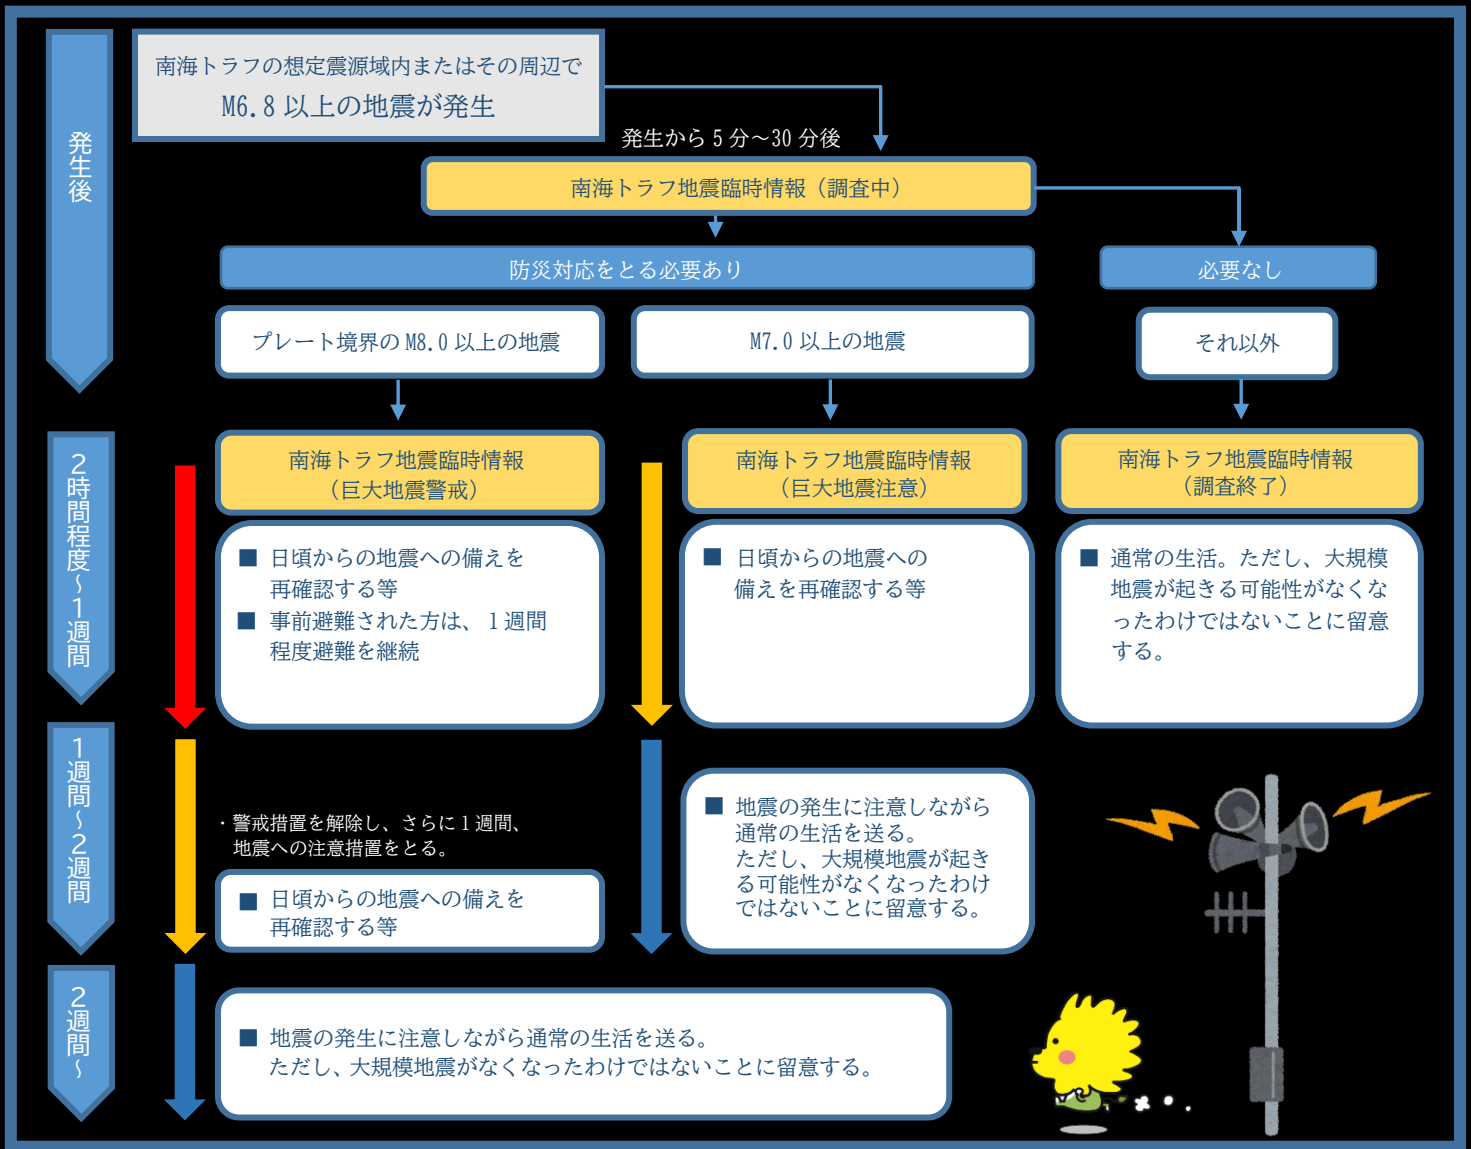 発生後
南海トラフの想定震源域内またはその周辺で
M6.8 以上の地震が発生
発生から 5 分～30 分後
南海トラフ地震臨時情報（調査中）
防災対応をとる必要あり
必要なし
プレート境界の M8.0 以上の地震
M7.0 以上の地震
それ以外
2時間程度～1週間
南海トラフ地震臨時情報
（巨大地震警戒）
南海トラフ地震臨時情報
（巨大地震注意）
南海トラフ地震臨時情報
（調査終了）
■ 日頃からの地震への備えを
再確認する等
■ 事前避難された方は、1 週間
程度避難を継続
■ 日頃からの地震への
備えを再確認する等
■ 通常の生活。ただし、大規模
地震が起きる可能性がなくな
ったわけではないことに留意
する。
1週間～2週間
・警戒措置を解除し、さらに 1 週間、
地震への注意措置をとる。
■ 日頃からの地震への備えを
再確認する等
■ 地震の発生に注意しながら
通常の生活を送る。
ただし、大規模地震が起き
る可能性がなくなったわけ
ではないことに留意する。
2週間～
■ 地震の発生に注意しながら通常の生活を送る。
ただし、大規模地震がなくなったわけではないことに留意する。